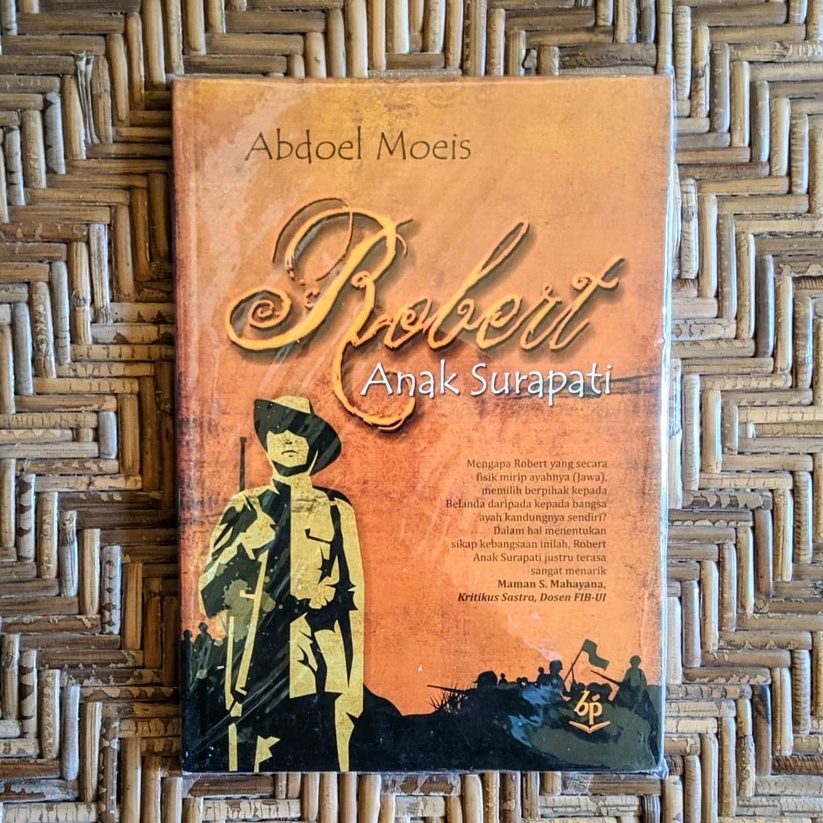 Abdoel Moeis
Robert
Anak Surapati
Mengapa Robert yang secara
fisik mirip ayahnya (Jawa),
memilih berpihak kepada
Belanda daripada kepada bangsa
ayah kandungnya sendiri?
Dalam hal menentukan
sikap kebangsaan inilah, Robert
Anak Surapati justru terasa
sangat menarik
Maman S. Mahayana,
Kritikus Sastra, Dosen FIB-UI
bp